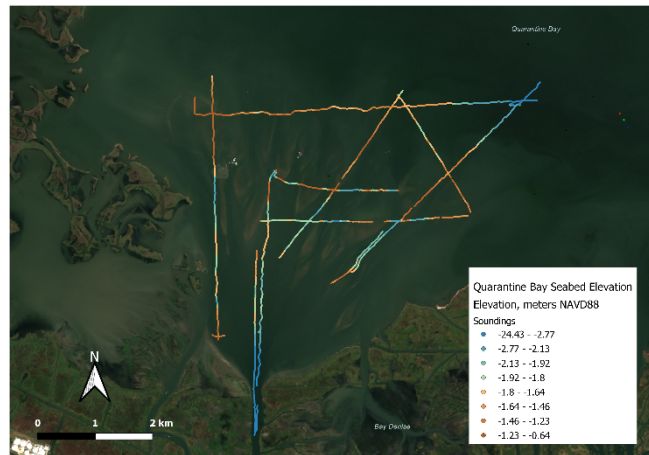 Quarantine Bay
Quarantine Bay Seabed Elevation
Elevation, meters NAVD88
Soundings
-24.43 - -2.77
-2.77 - -2.13
-2.13 - -1.92
-1.92 - -1.8
-1.8 - -1.64
-1.64 - -1.46
-1.46 - -1.23
-1.23 - -0.64
N
0 1 2 km
Bay Denise